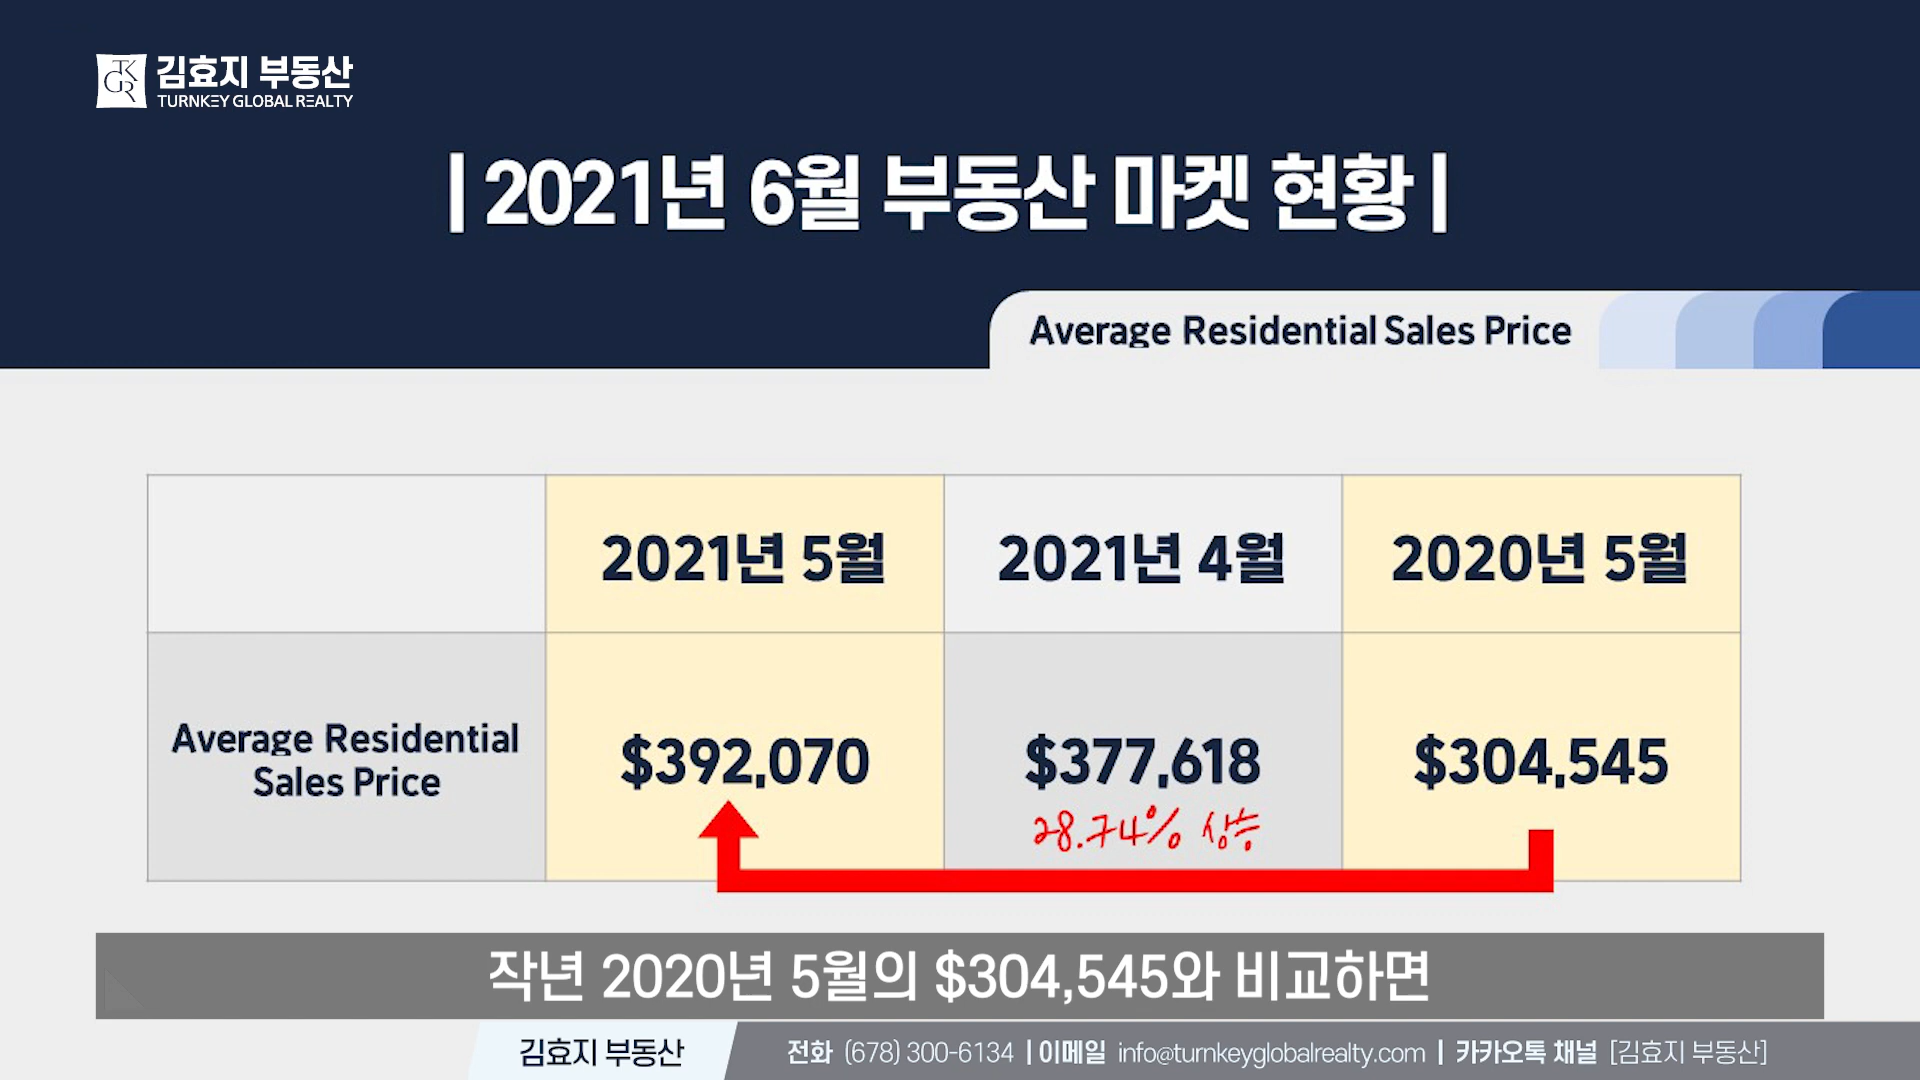 TK
GR
김효지 부동산
TURNKEY GLOBAL REALTY
| 2021년 6월 부동산 마켓 현황 |
Average Residential Sales Price
2021년 5월 2021년 4월 2020년 5월
Average Residential
Sales Price
$392,070 $377,618 $304,545
28.74% 상승
작년 2020년 5월의 $304,545와 비교하면
김효지 부동산
전화 (678) 300-6134 | 이메일 info@turnkeyglobalrealty.com | 카카오톡 채널 [김효지 부동산]